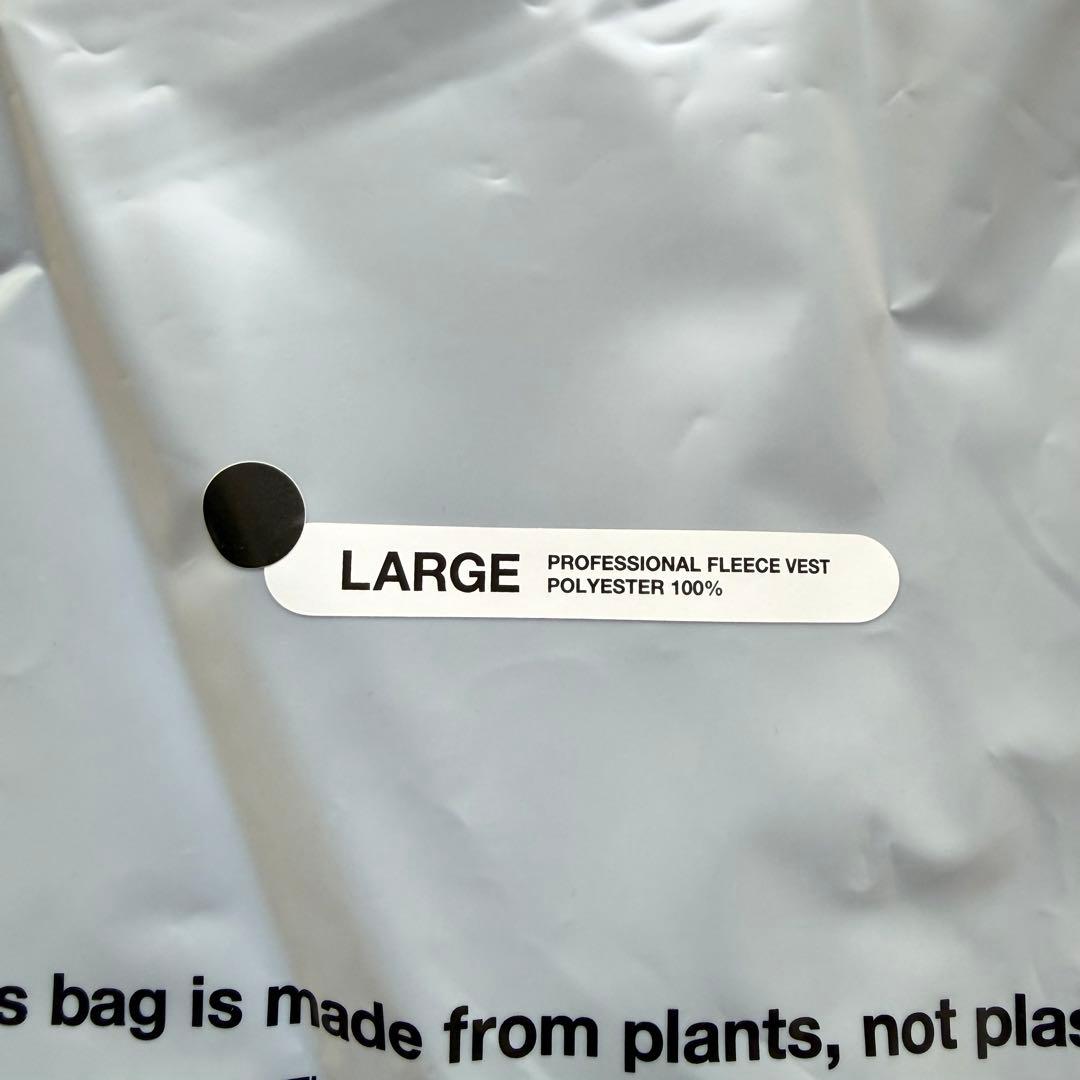 LARGE PROFESSIONAL FLEECE VEST
POLYESTER 100%
bag is made from plants, not